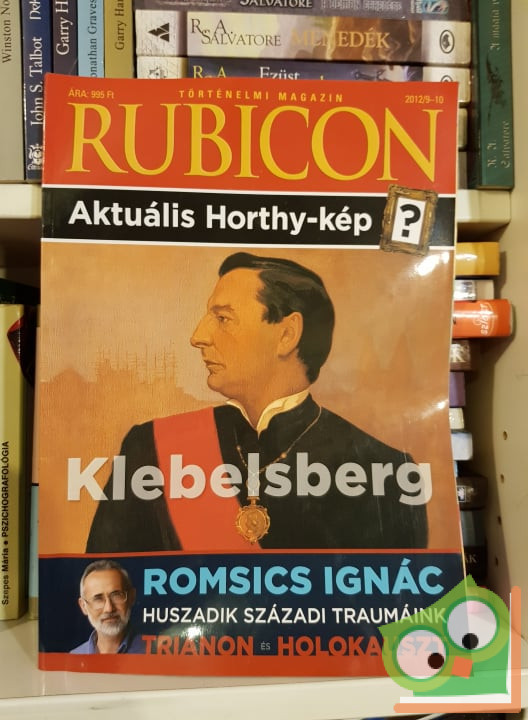 Winston
John S. Talbot
Garry
Jonathan Graves
Garry Har
R. A. SALVATORE MENEDÉK
R. A. Ezüst
ÁRA: 995 Ft
TÖRTÉNELMI MAGAZIN
2012/9–10
RUBICON
Aktuális Horthy-kép
?
Klebelsberg
ROMSICS IGNÁC
HUSZADIK SZÁZADI TRAUMÁINK
TRIANON ÉS HOLOKAUSZT
Szepes Mária • PSZICHOGRAFOLÓGIA